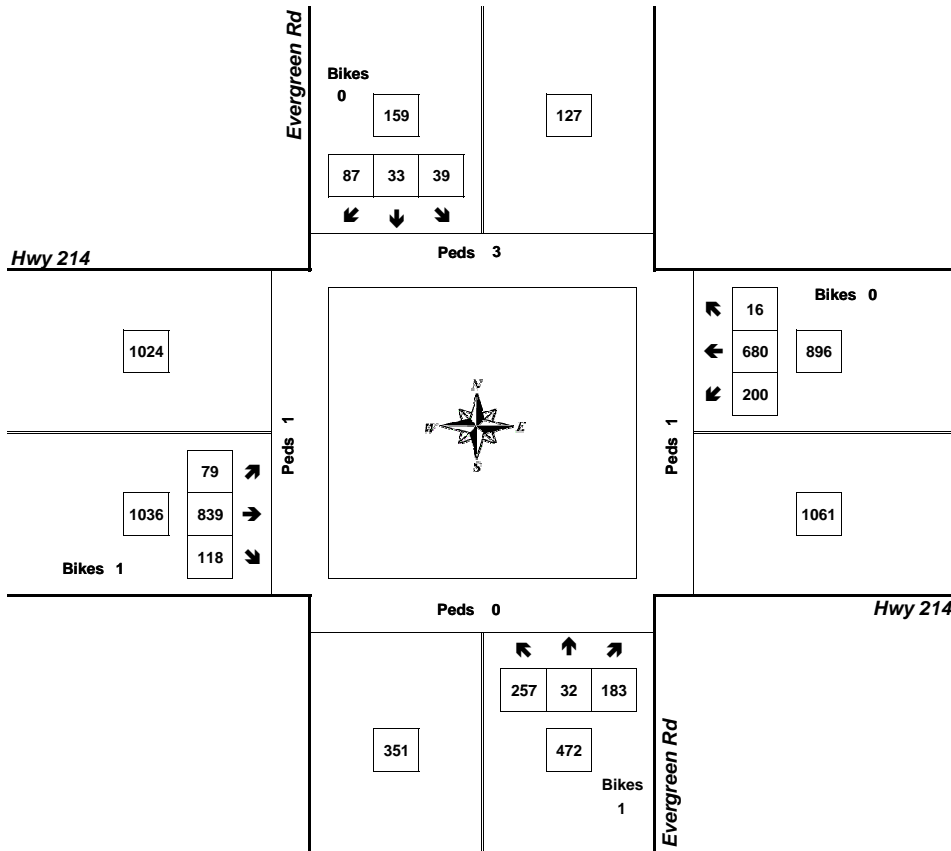 Evergreen Rd
Bikes
0
159
127
87 33 39
Peds 3
Hwy 214
16
Bikes 0
1024
680
896
200
N
W E
S
Peds 1
Peds 1
79
1036
839
1061
118
Bikes 1
Peds 0
Hwy 214
257 32 183
351
472
Bikes
1
Evergreen Rd